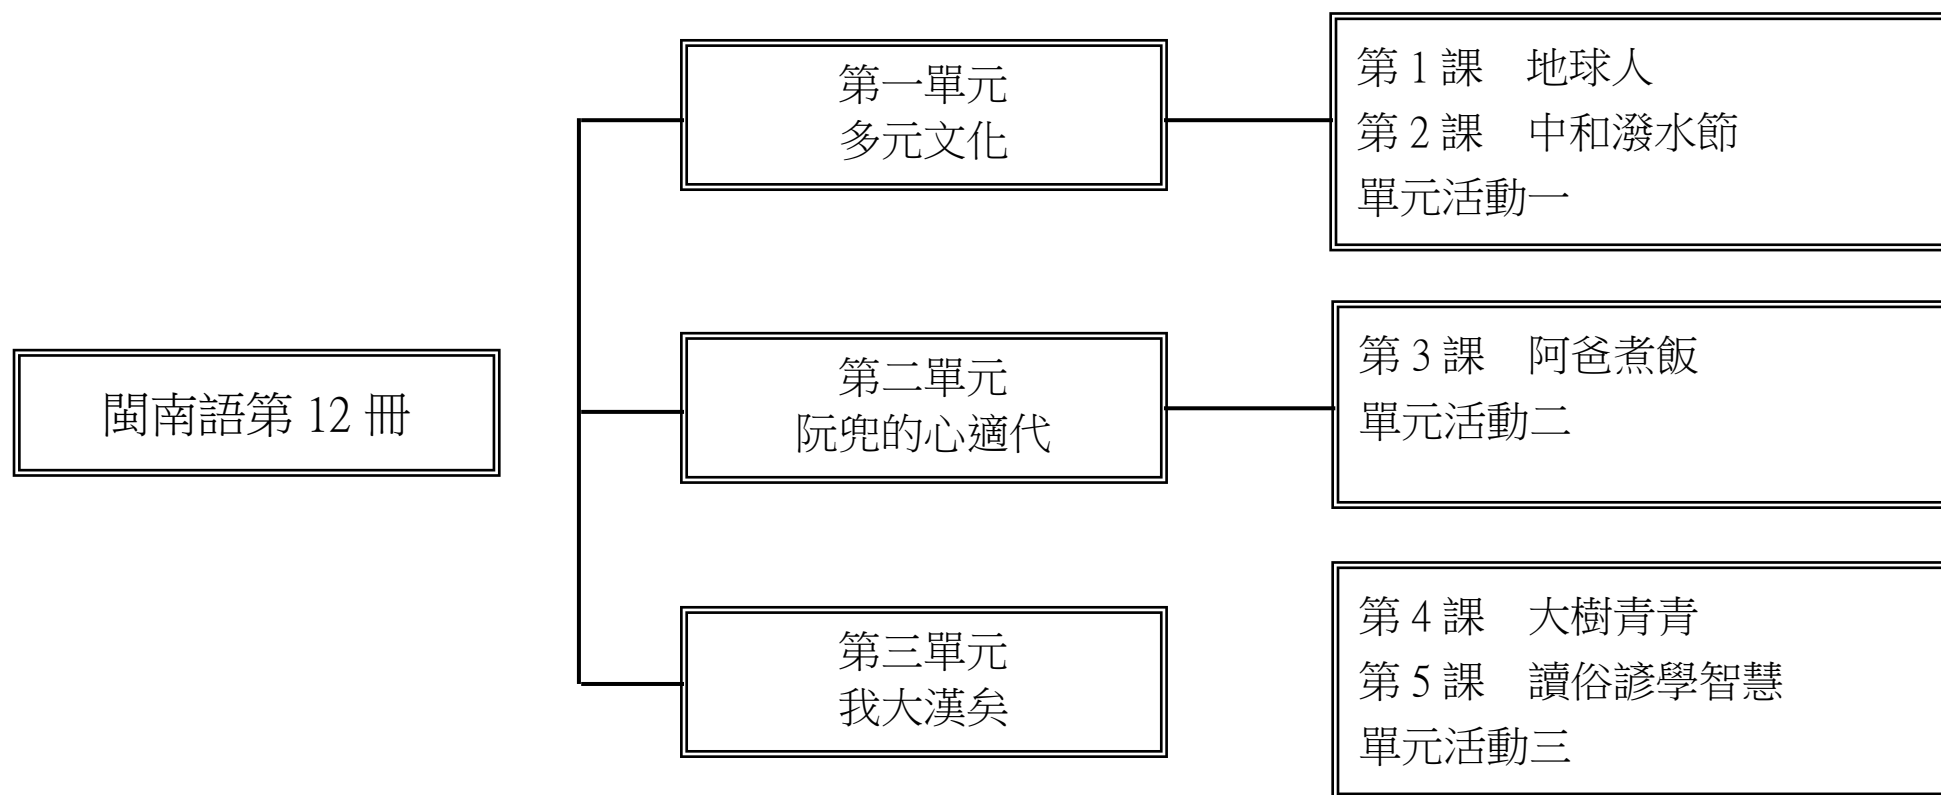 閩南語第 12 冊
第一單元
多元文化
第 1 課　地球人
第 2 課　中和潑水節
單元活動一
第二單元
阮兜的心適代
第 3 課　阿爸煮飯
單元活動二
第三單元
我大漢矣
第 4 課　大樹青青
第 5 課　讀俗諺學智慧
單元活動三